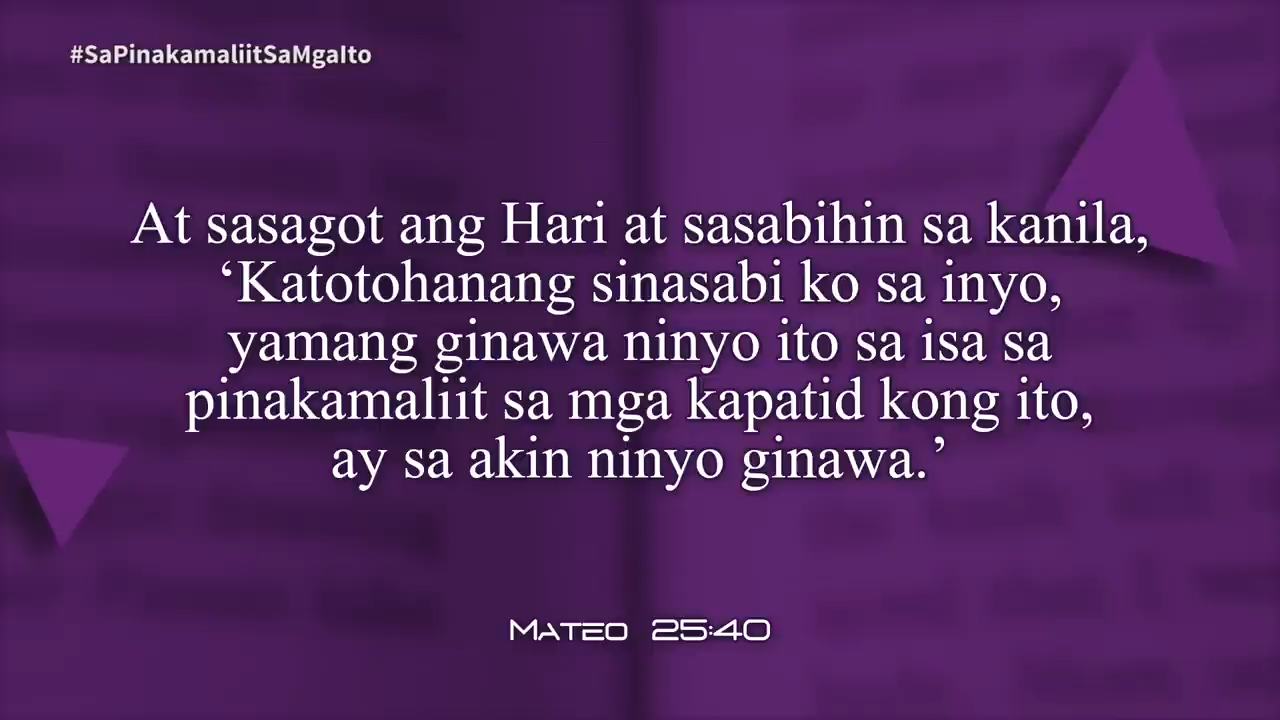 #SaPinakamaliitSaMgaIto
At sasagot ang Hari at sasabihin sa kanila,
‘Katotohanang sinasabi ko sa inyo,
yamang ginawa ninyo ito sa isa sa
pinakamaliit sa mga kapatid kong ito,
ay sa akin ninyo ginawa.’
Mateo 25:40